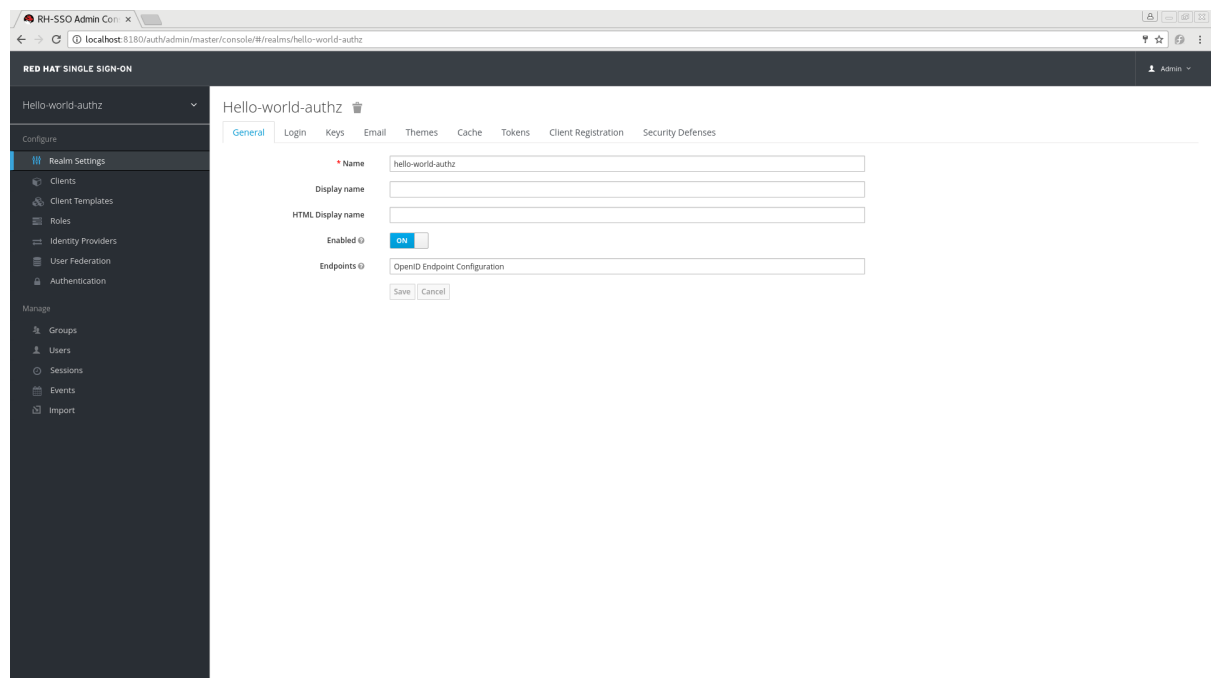 RH-SSO Admin Con
localhost:8180/auth/admin/master/console/#/realms/hello-world-authz
RED HAT SINGLE SIGN-ON
Admin
Hello-world-authz
Configure
Realm Settings
Clients
Client Templates
Roles
Identity Providers
User Federation
Authentication
Manage
Groups
Users
Sessions
Events
Import
Hello-world-authz
General Login Keys Email Themes Cache Tokens Client Registration Security Defenses
* Name hello-world-authz
Display name
HTML Display name
Enabled ON
Endpoints OpenID Endpoint Configuration
Save Cancel